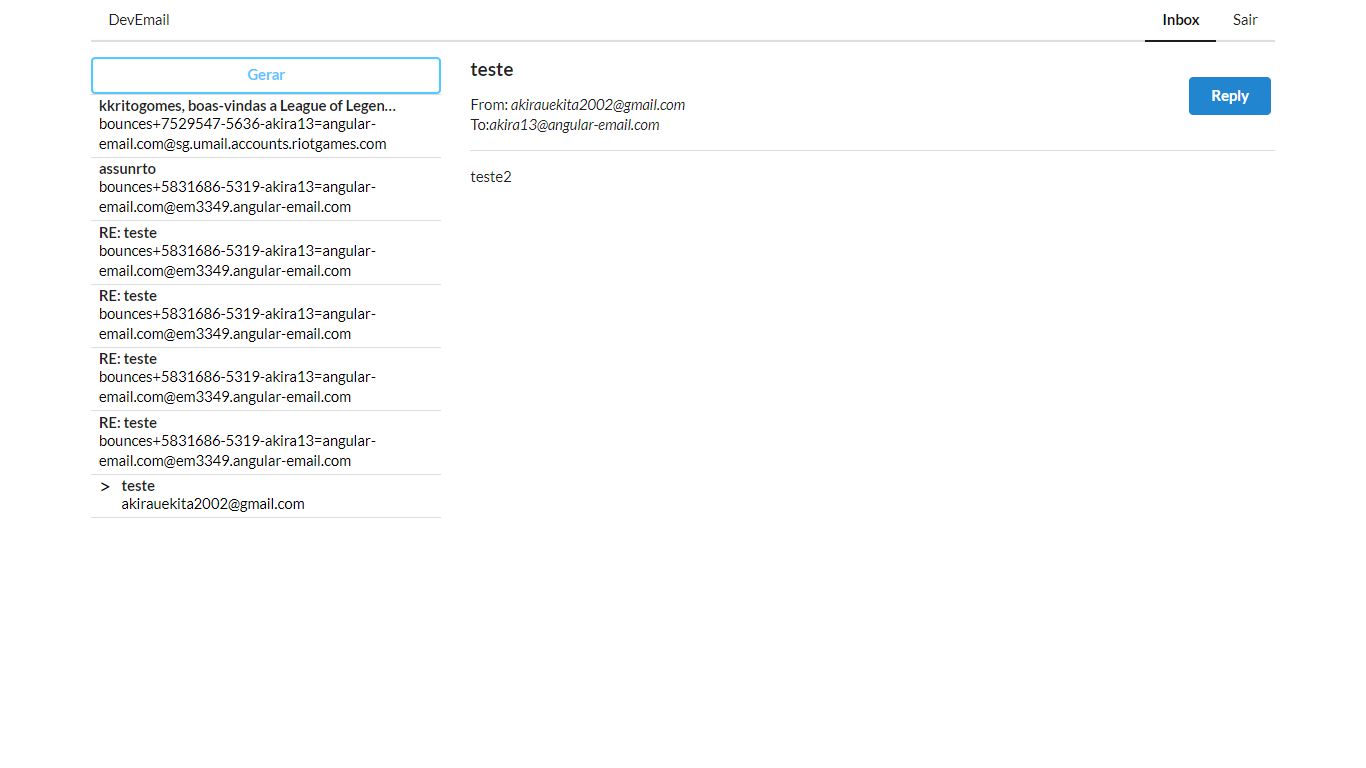 DevEmail
Inbox
Sair
Gerar
kkritogomes, boas-vindas a League of Legen...
bounces+7529547-5636-akira13=angular-
email.com@sg.umail.accounts.riotgames.com
assunrto
bounces+5831686-5319-akira13=angular-
email.com@em3349.angular-email.com
RE: teste
bounces+5831686-5319-akira13=angular-
email.com@em3349.angular-email.com
RE: teste
bounces+5831686-5319-akira13=angular-
email.com@em3349.angular-email.com
RE: teste
bounces+5831686-5319-akira13=angular-
email.com@em3349.angular-email.com
RE: teste
bounces+5831686-5319-akira13=angular-
email.com@em3349.angular-email.com
> teste
akirauekita2002@gmail.com
teste
From: akirauekita2002@gmail.com
To:akira13@angular-email.com
Reply
teste2